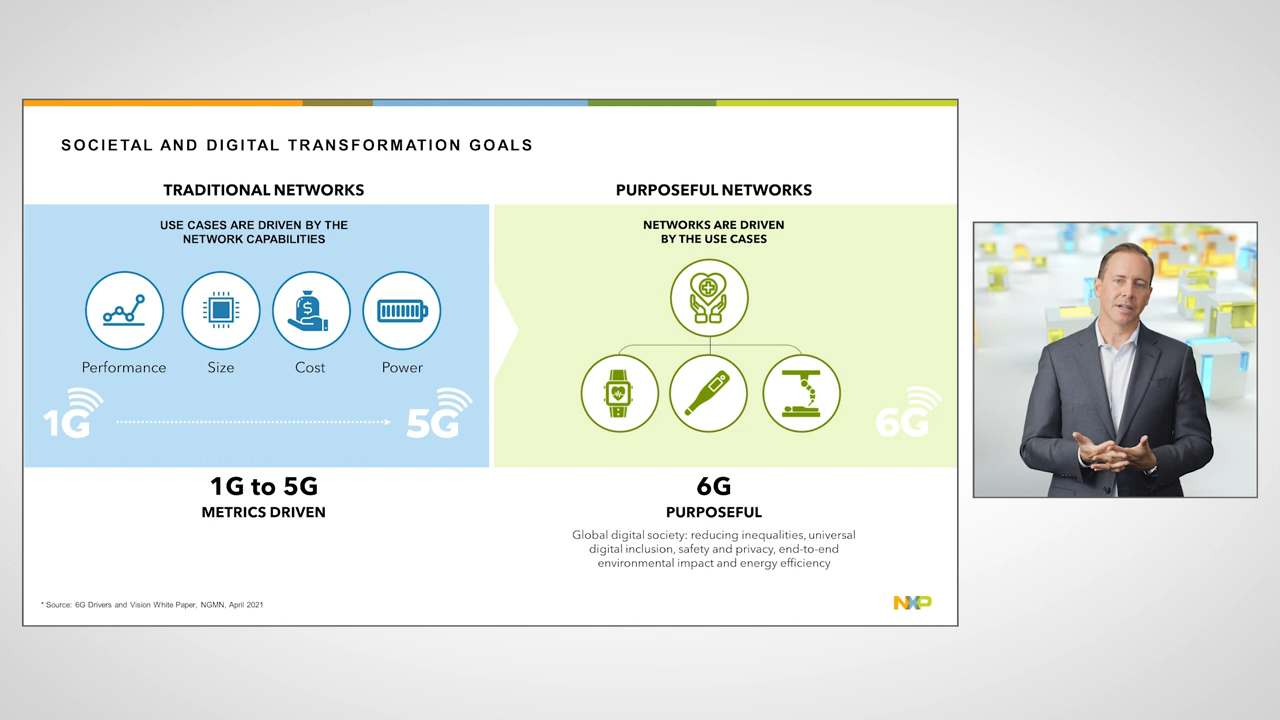 SOCIETAL AND DIGITAL TRANSFORMATION GOALS
TRADITIONAL NETWORKS
USE CASES ARE DRIVEN BY THE
NETWORK CAPABILITIES
$
Performance
Size
Cost
Power
1G
5G
1G to 5G
METRICS DRIVEN
PURPOSEFUL NETWORKS
NETWORKS ARE DRIVEN
BY THE USE CASES
6G
6G
PURPOSEFUL
Global digital society: reducing inequalities, universal
digital inclusion, safety and privacy, end-to-end
environmental impact and energy efficiency
* Source: 6G Drivers and Vision White Paper, NGMN, April 2021
NXP